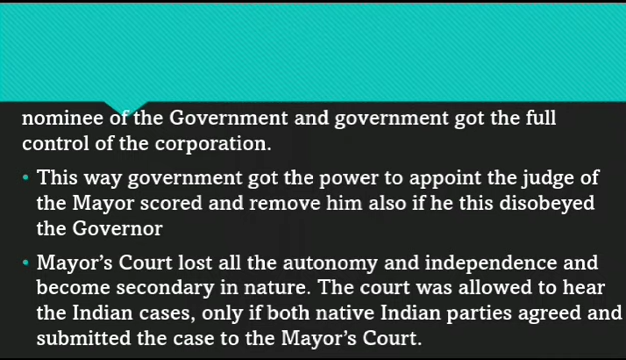 nominee of the Government and government got the full
control of the corporation.
• This way government got the power to appoint the judge of
the Mayor scored and remove him also if he this disobeyed
the Governor
• Mayor's Court lost all the autonomy and independence and
become secondary in nature. The court was allowed to hear
the Indian cases, only if both native Indian parties agreed and
submitted the case to the Mayor's Court.